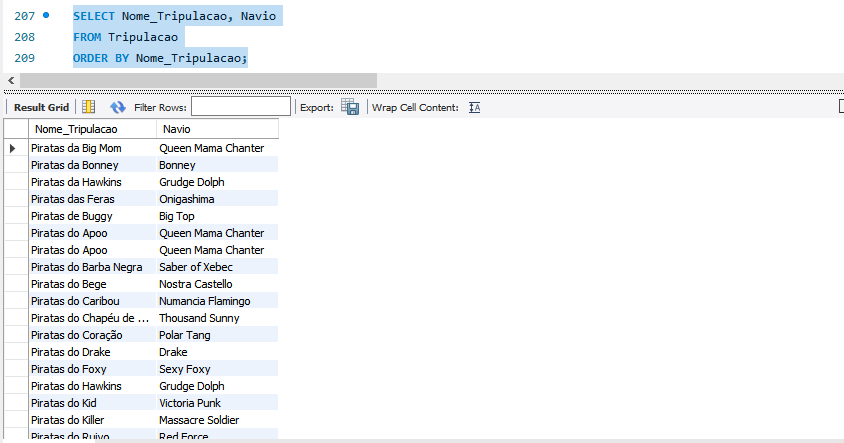 207 SELECT Nome_Tripulacao, Navio
208 FROM Tripulacao
209 ORDER BY Nome_Tripulacao;
Result Grid Filter Rows: Export: Wrap Cell Content:
Nome_Tripulacao Navio
Piratas da Big Mom Queen Mama Chanter
Piratas da Bonney Bonney
Piratas da Hawkins Grudge Dolph
Piratas das Feras Onigashima
Piratas de Buggy Big Top
Piratas do Apoo Queen Mama Chanter
Piratas do Apoo Queen Mama Chanter
Piratas do Barba Negra Saber of Xebec
Piratas do Bege Nostra Castello
Piratas do Caribou Numancia Flamingo
Piratas do Chapéu de ... Thousand Sunny
Piratas do Coração Polar Tang
Piratas do Drake Drake
Piratas do Foxy Sexy Foxy
Piratas do Hawkins Grudge Dolph
Piratas do Kid Victoria Punk
Piratas do Killer Massacre Soldier
Piratas do Ruivo Red Force